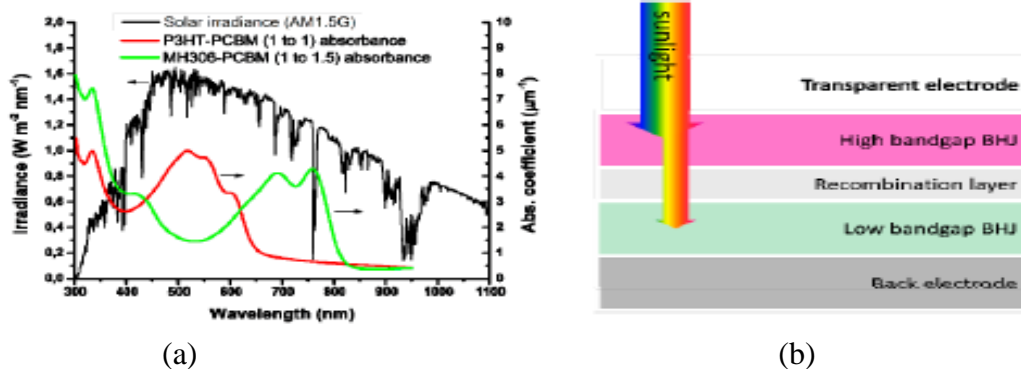 Solar irradiance (AM1.5G)
P3HT-PCBM (1 to 1) absorbance
MH306-PCBM (1 to 1.5) absorbance
Irradiance (W m² nm⁻¹)
2,0
1,8
1,6
1,4
1,2
1,0
0,8
0,6
0,4
0,2
0,0
10
9
8
7
6
5
4
3
2
1
0
Abs. coefficient (µm⁻¹)
300 400 500 600 700 800 900 1000 1100
Wavelength (nm)
(a)
sunlight
Transparent electrode
High bandgap BHJ
Recombination layer
Low bandgap BHJ
Back electrode
(b)